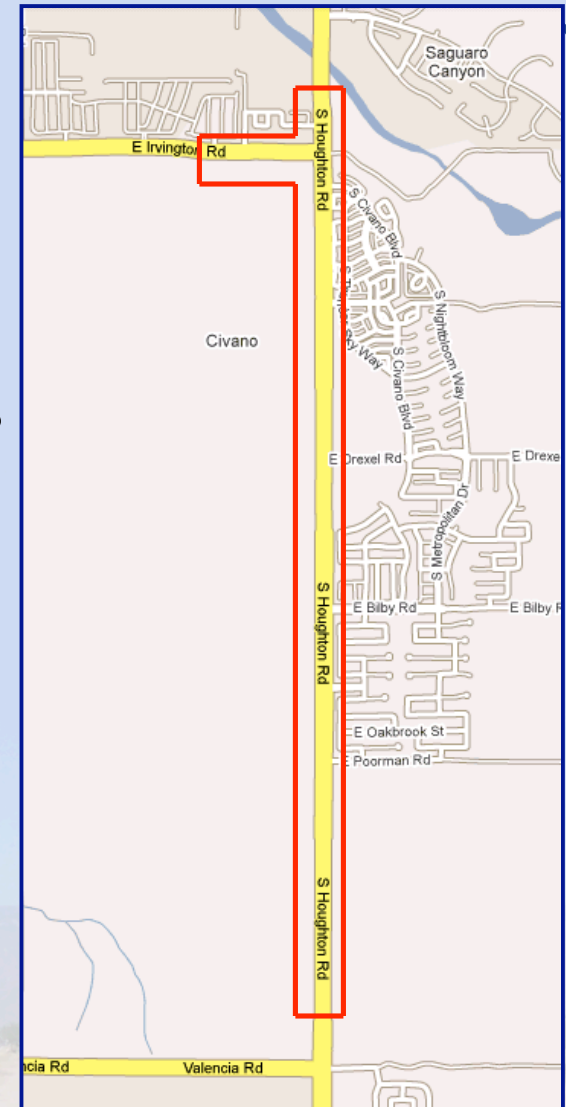 Saguaro
Canyon
S Houghton Rd
E Irvington Rd
S Civano Blvd
S Nightbloom Way
Sky Way
Civano
S Civano Blvd
E Drexel Rd
E Drexe
S Metropolitan Dr
S Houghton Rd
E Bilby Rd
E Bilby R
E Oakbrook St
E Poorman Rd
S Houghton Rd
ncia Rd
Valencia Rd